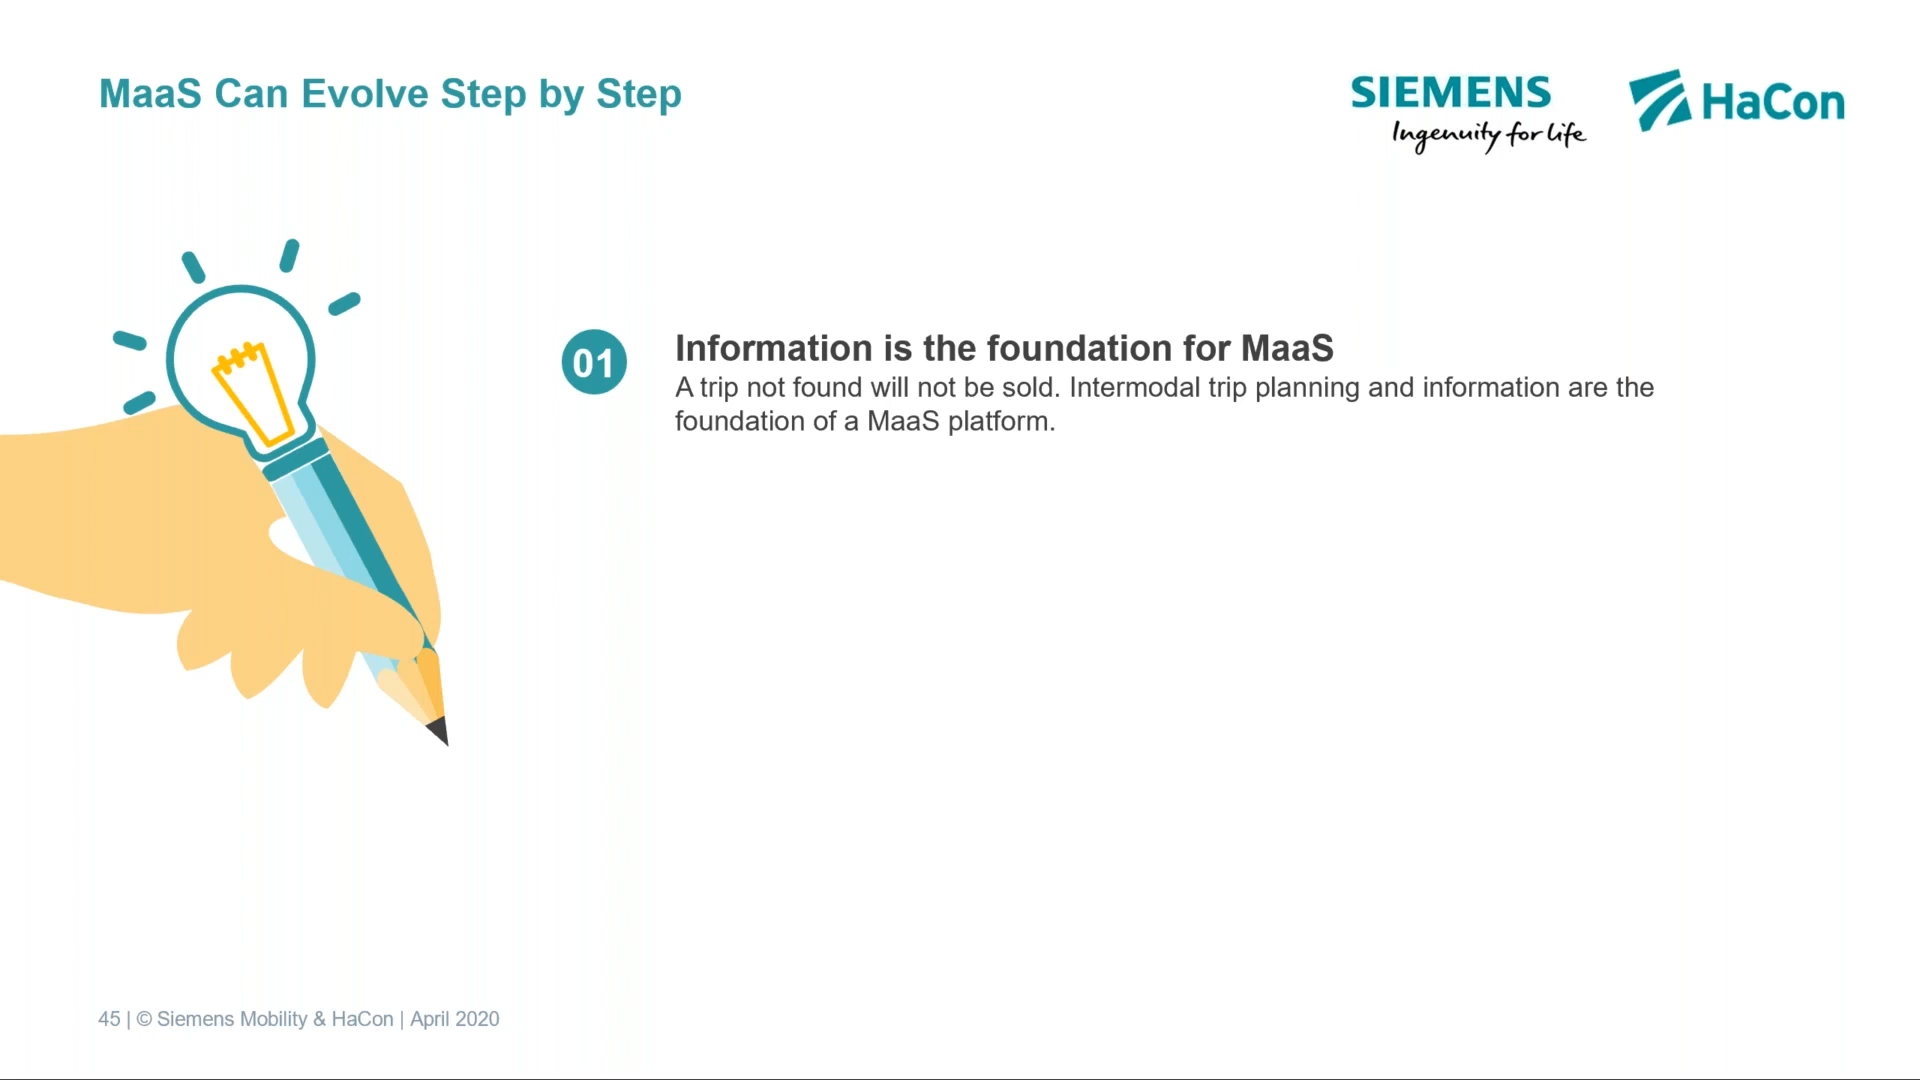 MaaS Can Evolve Step by Step
SIEMENS
Ingenuity for life
HaCon
01
Information is the foundation for MaaS
A trip not found will not be sold. Intermodal trip planning and information are the
foundation of a MaaS platform.
45 | © Siemens Mobility & HaCon | April 2020